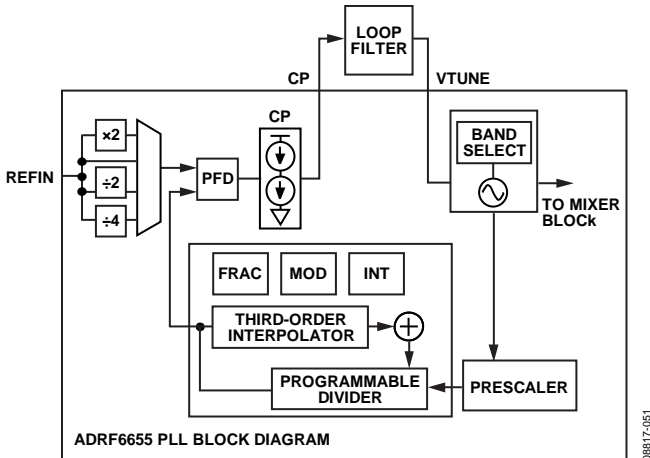 LOOP
FILTER
CP
VTUNE
CP
×2
BAND
SELECT
REFIN
PFD
÷2
÷4
TO MIXER
BLOCk
FRAC
MOD
INT
THIRD-ORDER
INTERPOLATOR
PROGRAMMABLE
DIVIDER
PRESCALER
ADRF6655 PLL BLOCK DIAGRAM
08817-051